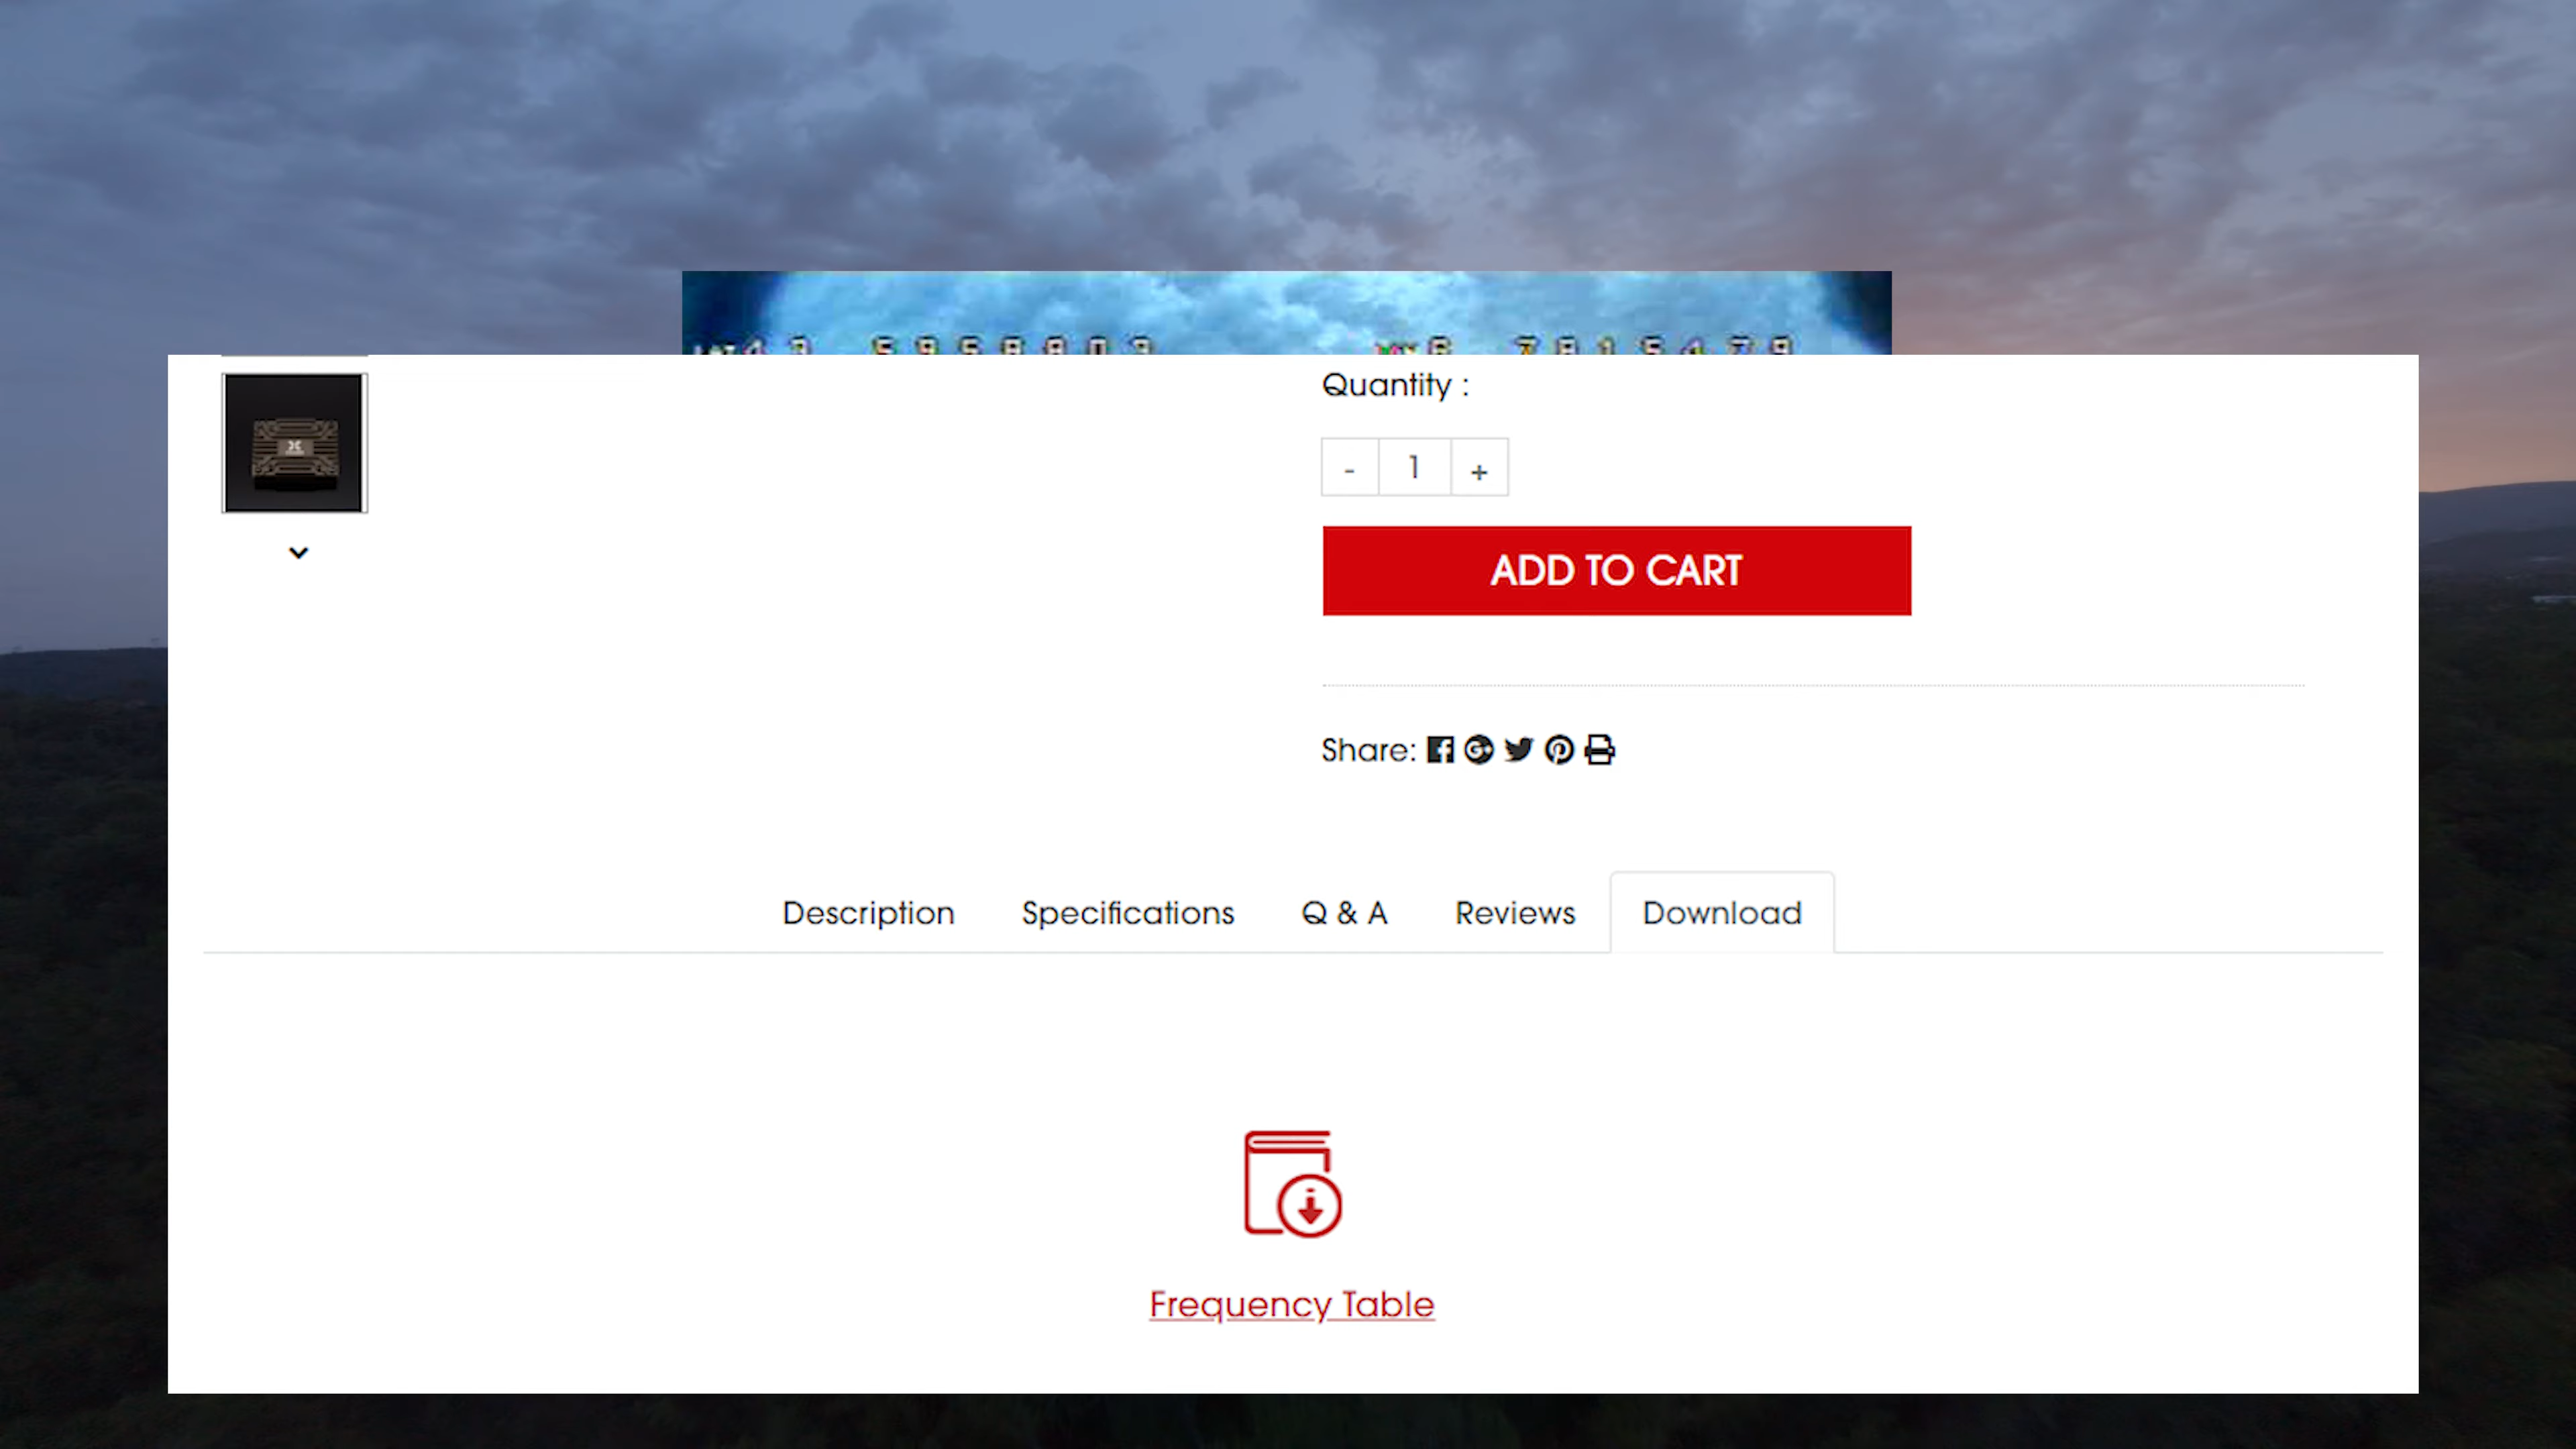 Quantity :
- 1 +
ADD TO CART
Share:
Description Specifications Q & A Reviews Download
Frequency Table